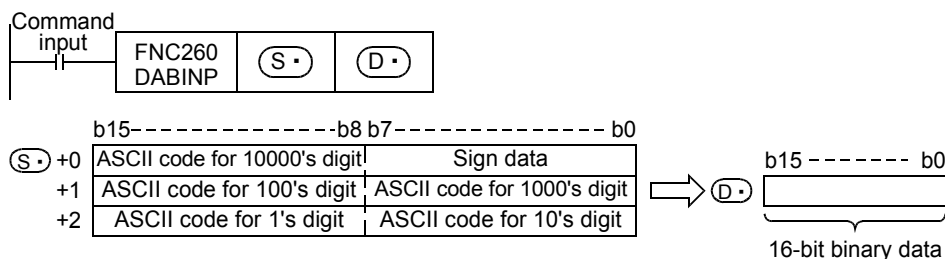 Command
input
FNC260
DABINP
S·
D·
b15 - - - - - - - - - - - - - - - -b8 b7- - - - - - - - - - - - - - - - - b0
S· +0 ASCII code for 10000's digit Sign data
+1 ASCII code for 100's digit ASCII code for 1000's digit
+2 ASCII code for 1's digit ASCII code for 10's digit
b15 - - - - - - b0
D·
16-bit binary data